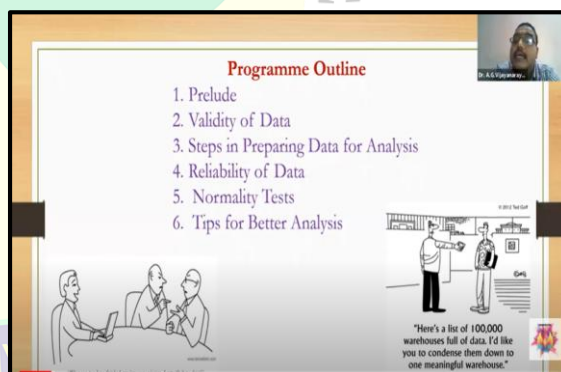 Programme Outline
1. Prelude
2. Validity of Data
3. Steps in Preparing Data for Analysis
4. Reliability of Data
5. Normality Tests
6. Tips for Better Analysis
"Here's a list of 100,000
warehouses full of data. I'd like
you to condense them down to
one meaningful warehouse."